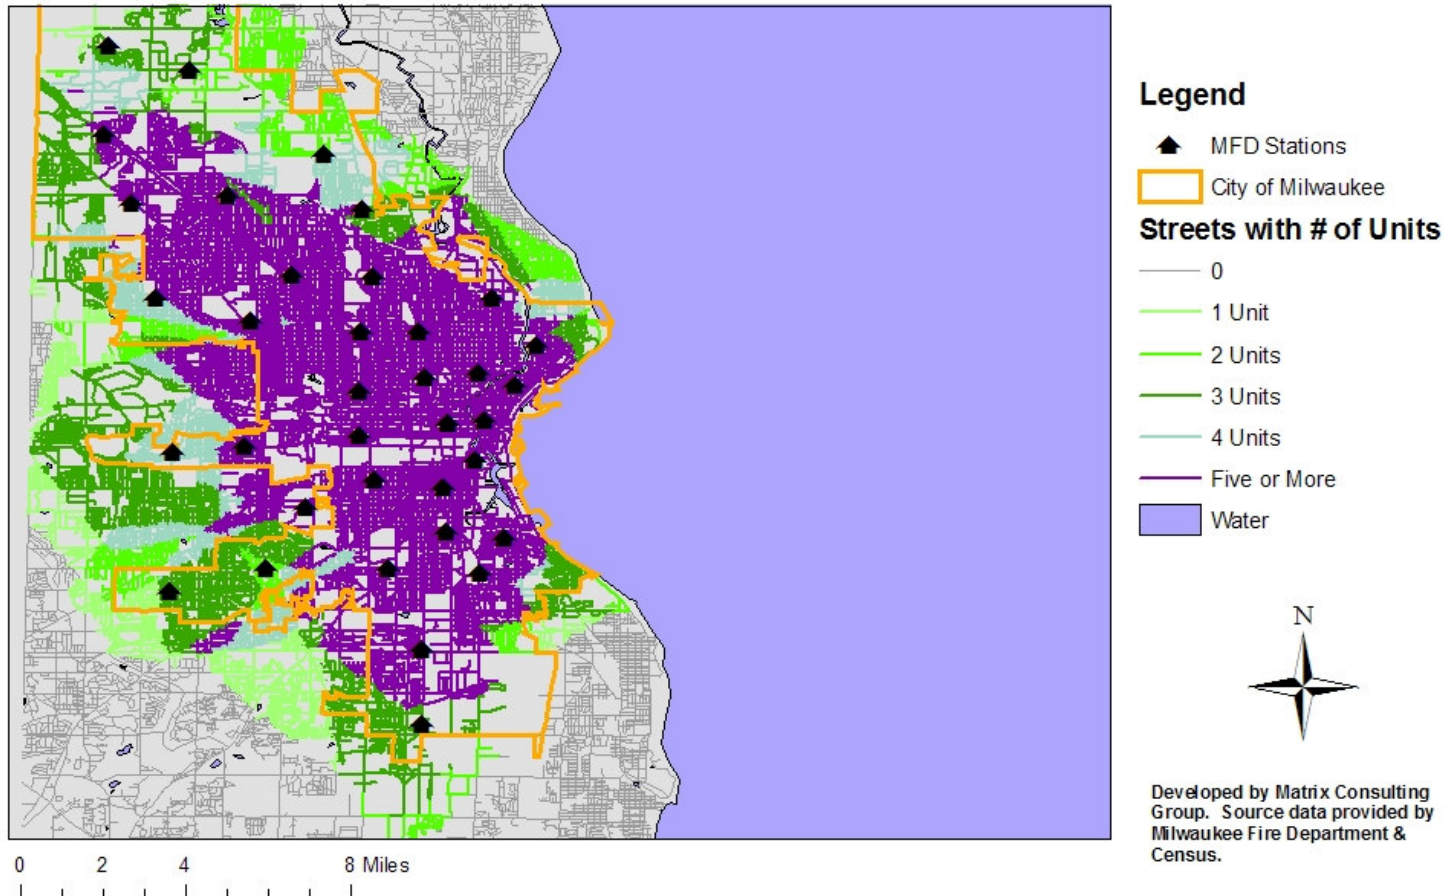 Legend
MFD Stations
City of Milwaukee
Streets with # of Units
0
1 Unit
2 Units
3 Units
4 Units
Five or More
Water
N
Developed by Matrix Consulting
Group. Source data provided by
Milwaukee Fire Department &
Census.
0 2 4 8 Miles